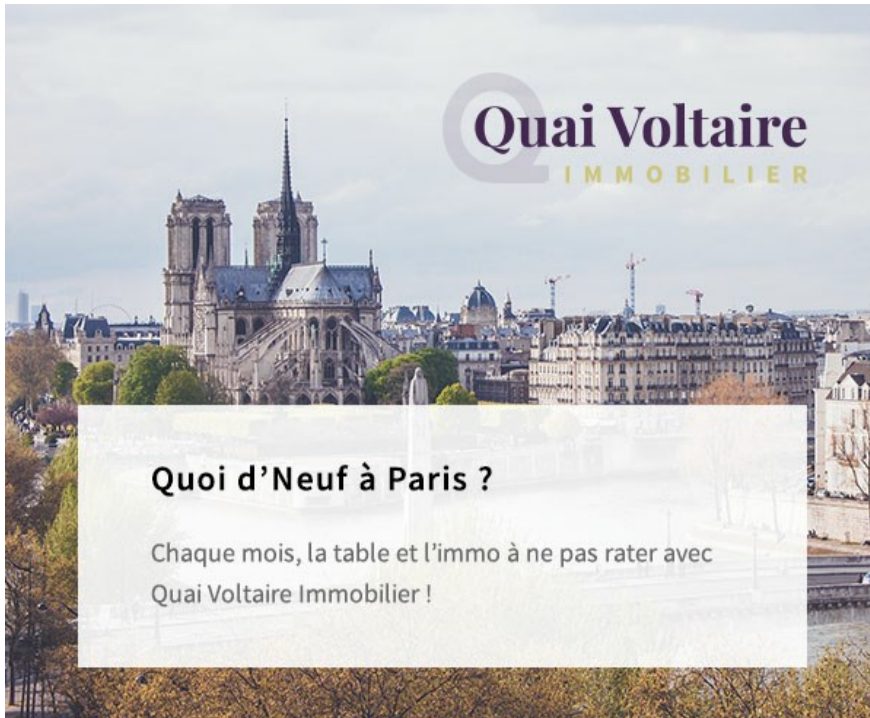 Quai Voltaire
IMMOBILIER
Quoi d’Neuf à Paris ?
Chaque mois, la table et l’immo à ne pas rater avec
Quai Voltaire Immobilier !